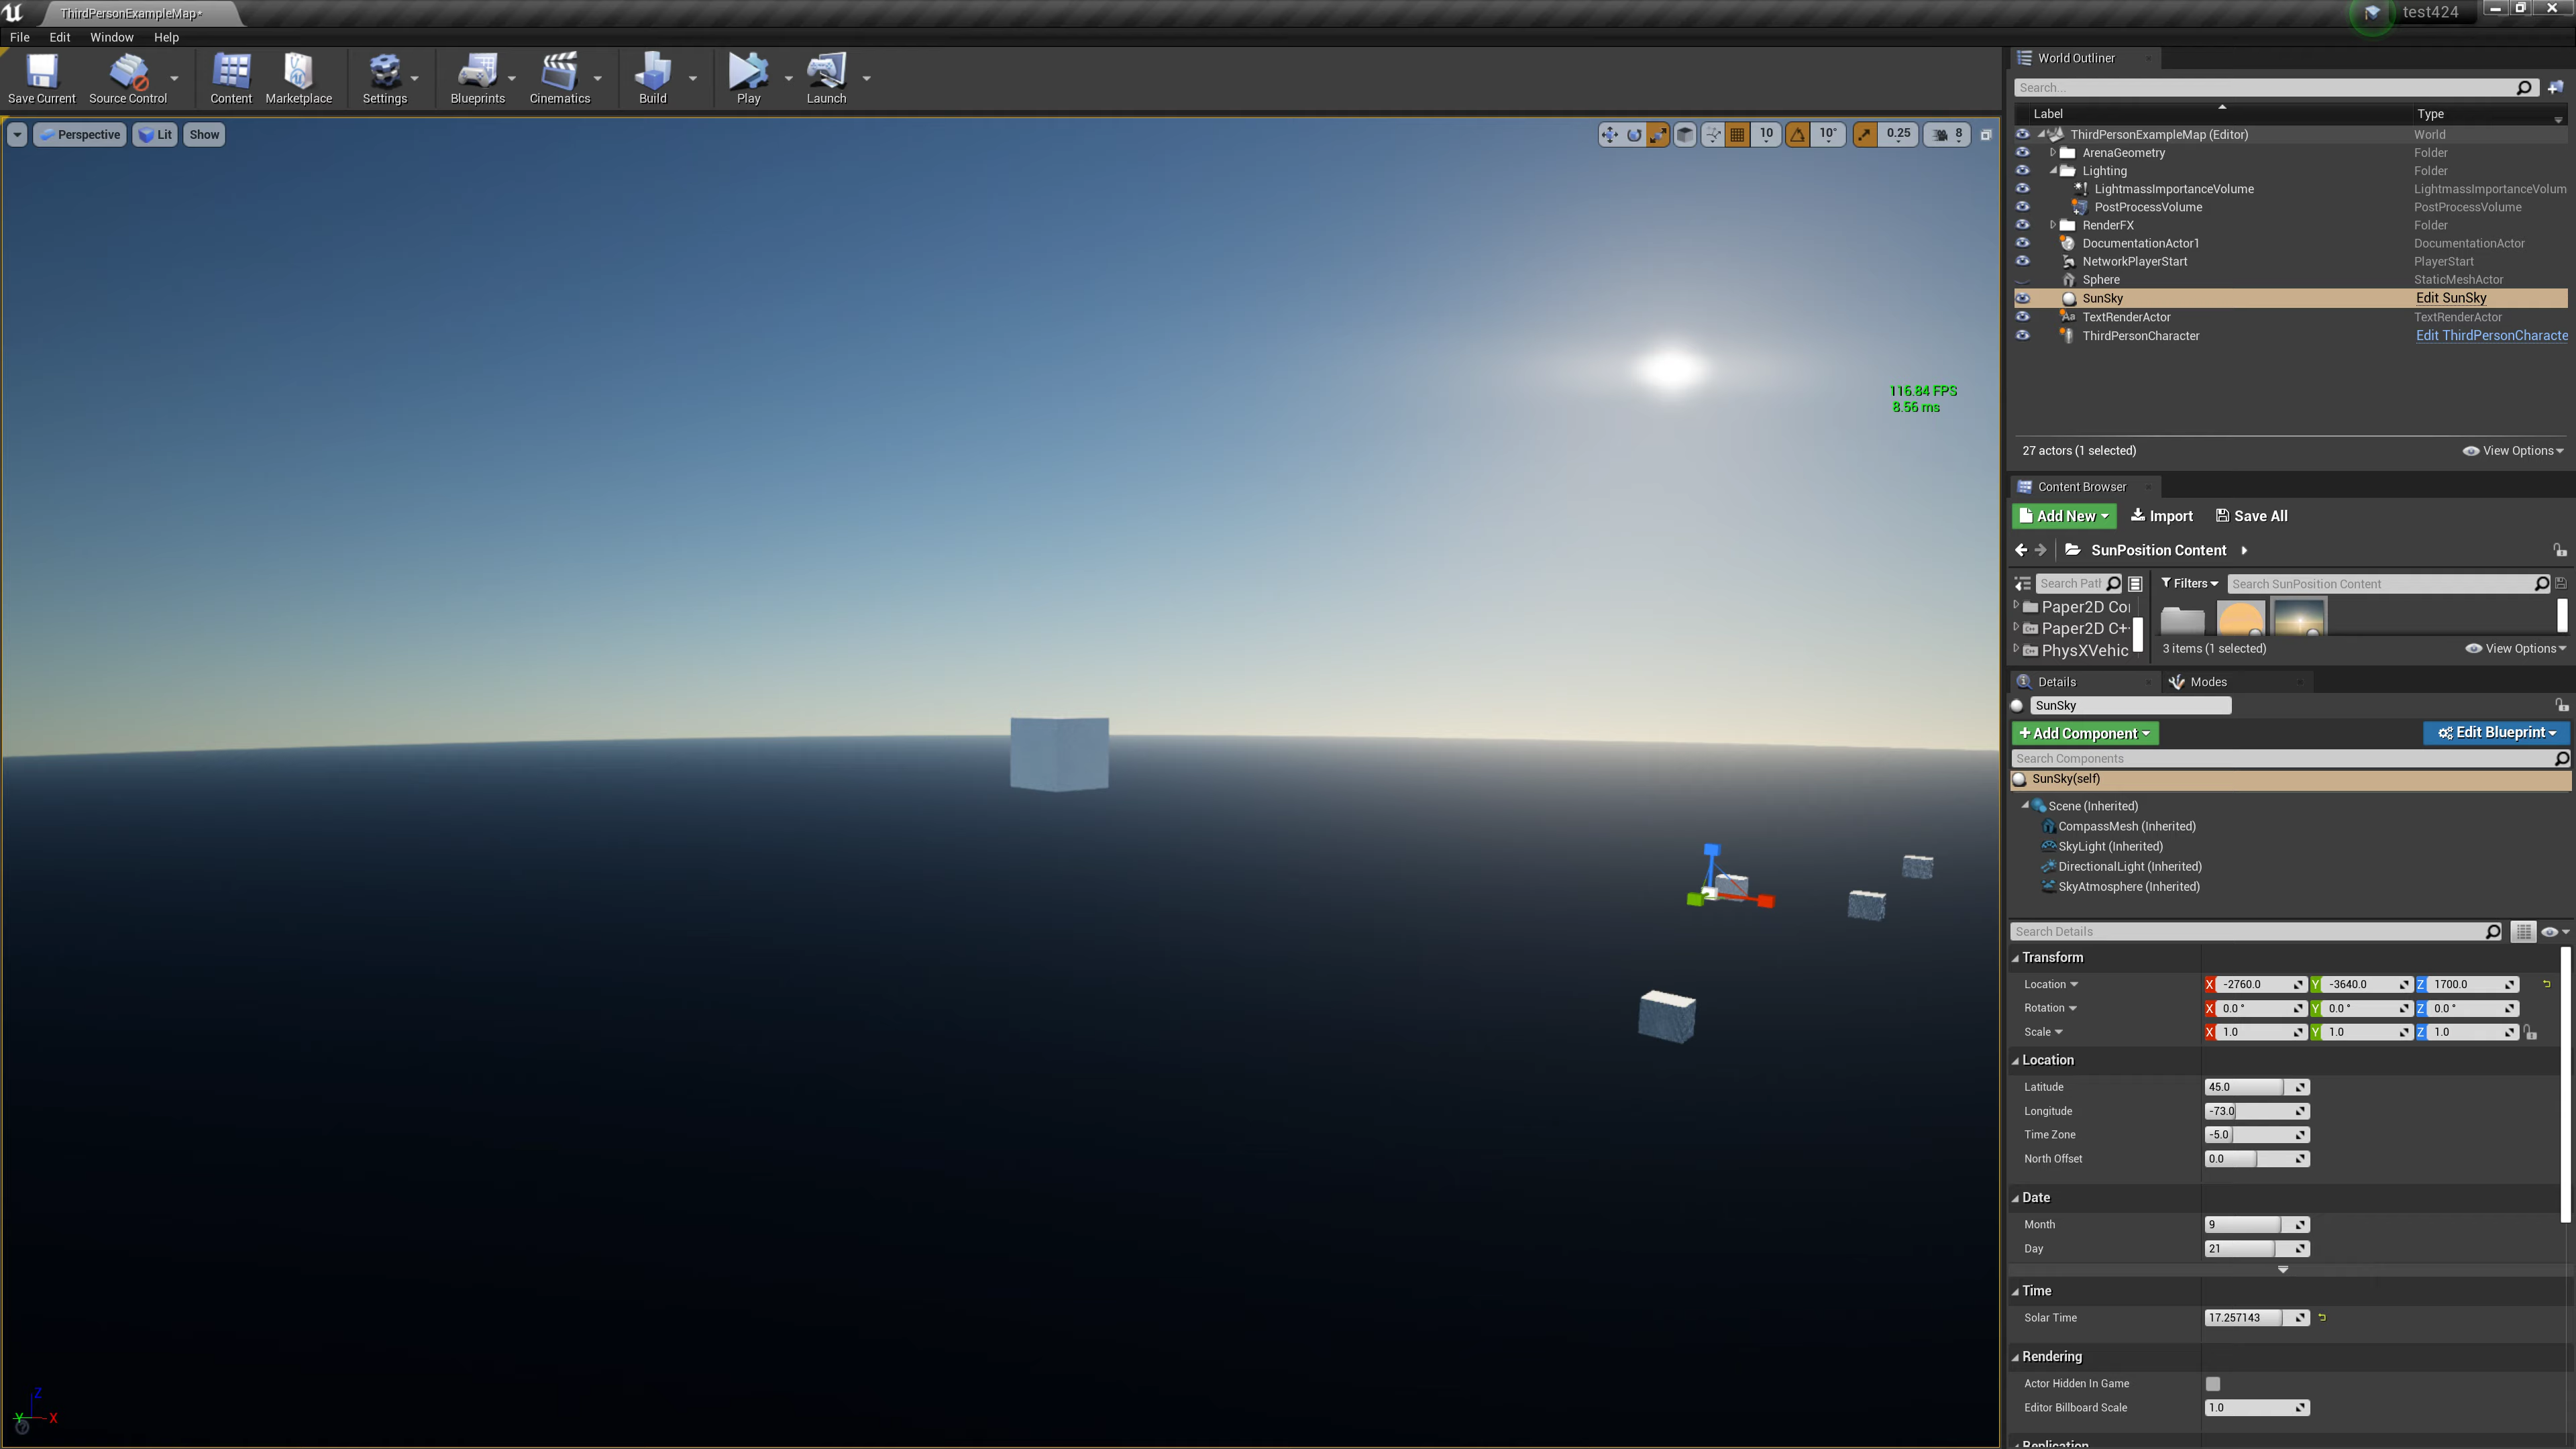 ThirdPersonExampleMap*
test424
File Edit Window Help
Save Current Source Control Content Marketplace Settings Blueprints Cinematics Build Play Launch
Perspective Lit Show
10 10° 0.25 8
116.84 FPS
8.56 ms
Z
Y X
World Outliner
Search...
Label Type
ThirdPersonExampleMap (Editor) World
ArenaGeometry Folder
Lighting Folder
LightmassImportanceVolume LightmassImportanceVolum
PostProcessVolume PostProcessVolume
RenderFX Folder
DocumentationActor1 DocumentationActor
NetworkPlayerStart PlayerStart
Sphere StaticMeshActor
SunSky Edit SunSky
TextRenderActor TextRenderActor
ThirdPersonCharacter Edit ThirdPersonCharacte
27 actors (1 selected) View Options
Content Browser
Add New Import Save All
SunPosition Content
Search Path Filters Search SunPosition Content
Paper2D Co
Paper2D C+
PhysXVehic
3 items (1 selected) View Options
Details Modes
SunSky
+Add Component Edit Blueprint
Search Components
SunSky(self)
Scene (Inherited)
CompassMesh (Inherited)
SkyLight (Inherited)
DirectionalLight (Inherited)
SkyAtmosphere (Inherited)
Search Details
Transform
Location X -2760.0 Y -3640.0 Z 1700.0
Rotation X 0.0 ° Y 0.0 ° Z 0.0 °
Scale X 1.0 Y 1.0 Z 1.0
Location
Latitude 45.0
Longitude -73.0
Time Zone -5.0
North Offset 0.0
Date
Month 9
Day 21
Time
Solar Time 17.257143
Rendering
Actor Hidden In Game
Editor Billboard Scale 1.0
Replication